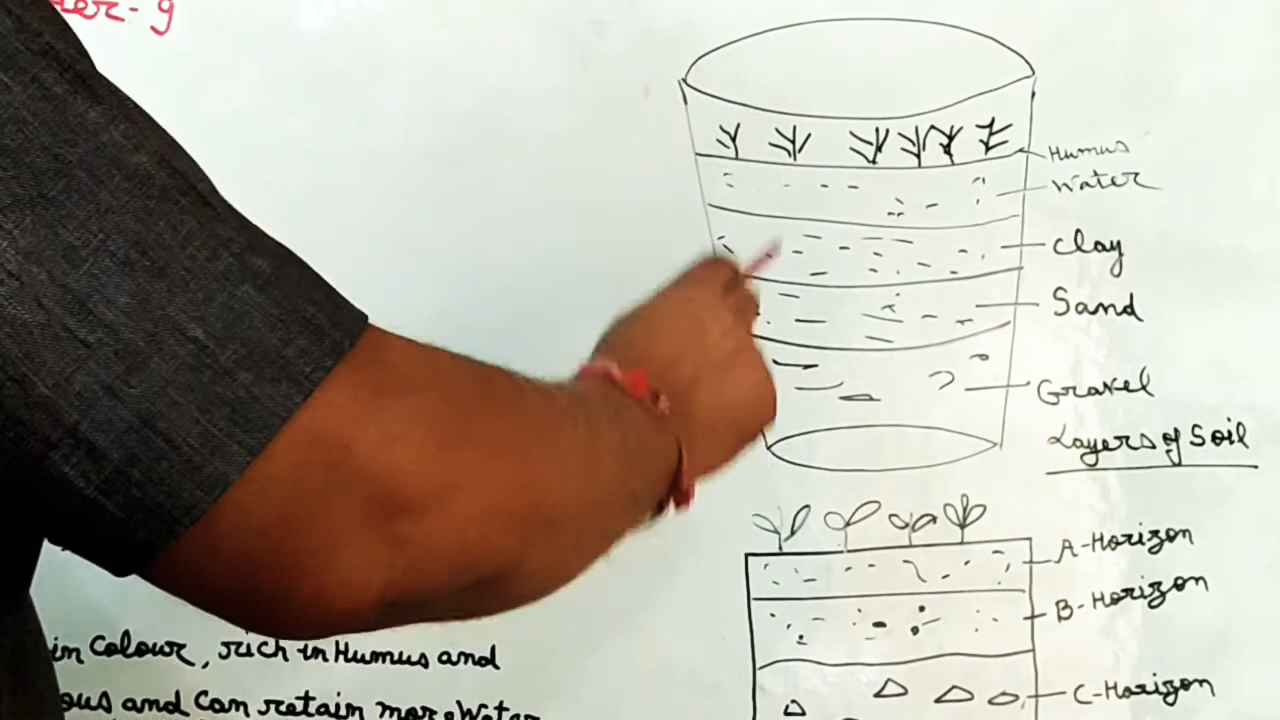 -9
Humus
Water
Clay
Sand
Gravel
Layers of Soil
A-Horizon
B-Horizon
C-Horizon
in Colour, rich in Humus and
and Can retain more Water